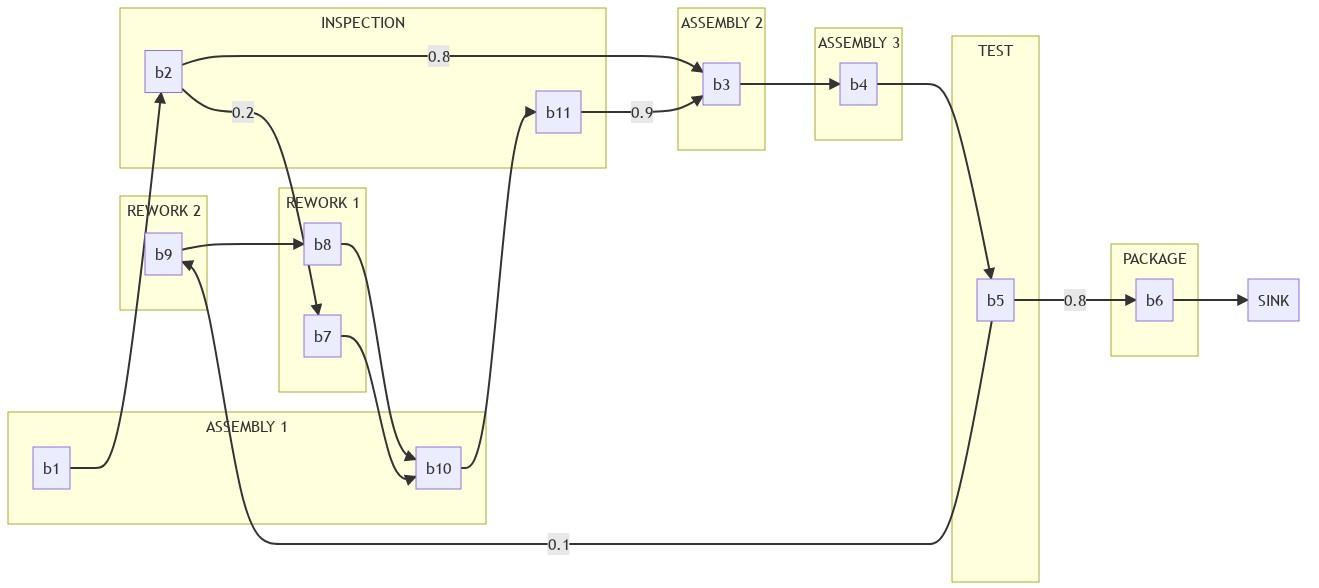 INSPECTION
ASSEMBLY 2
ASSEMBLY 3
TEST
b2
0.8
b3
b4
0.2
b11
0.9
REWORK 2
REWORK 1
b9
b8
PACKAGE
b5
0.8
b6
SINK
b7
ASSEMBLY 1
b1
b10
0.1